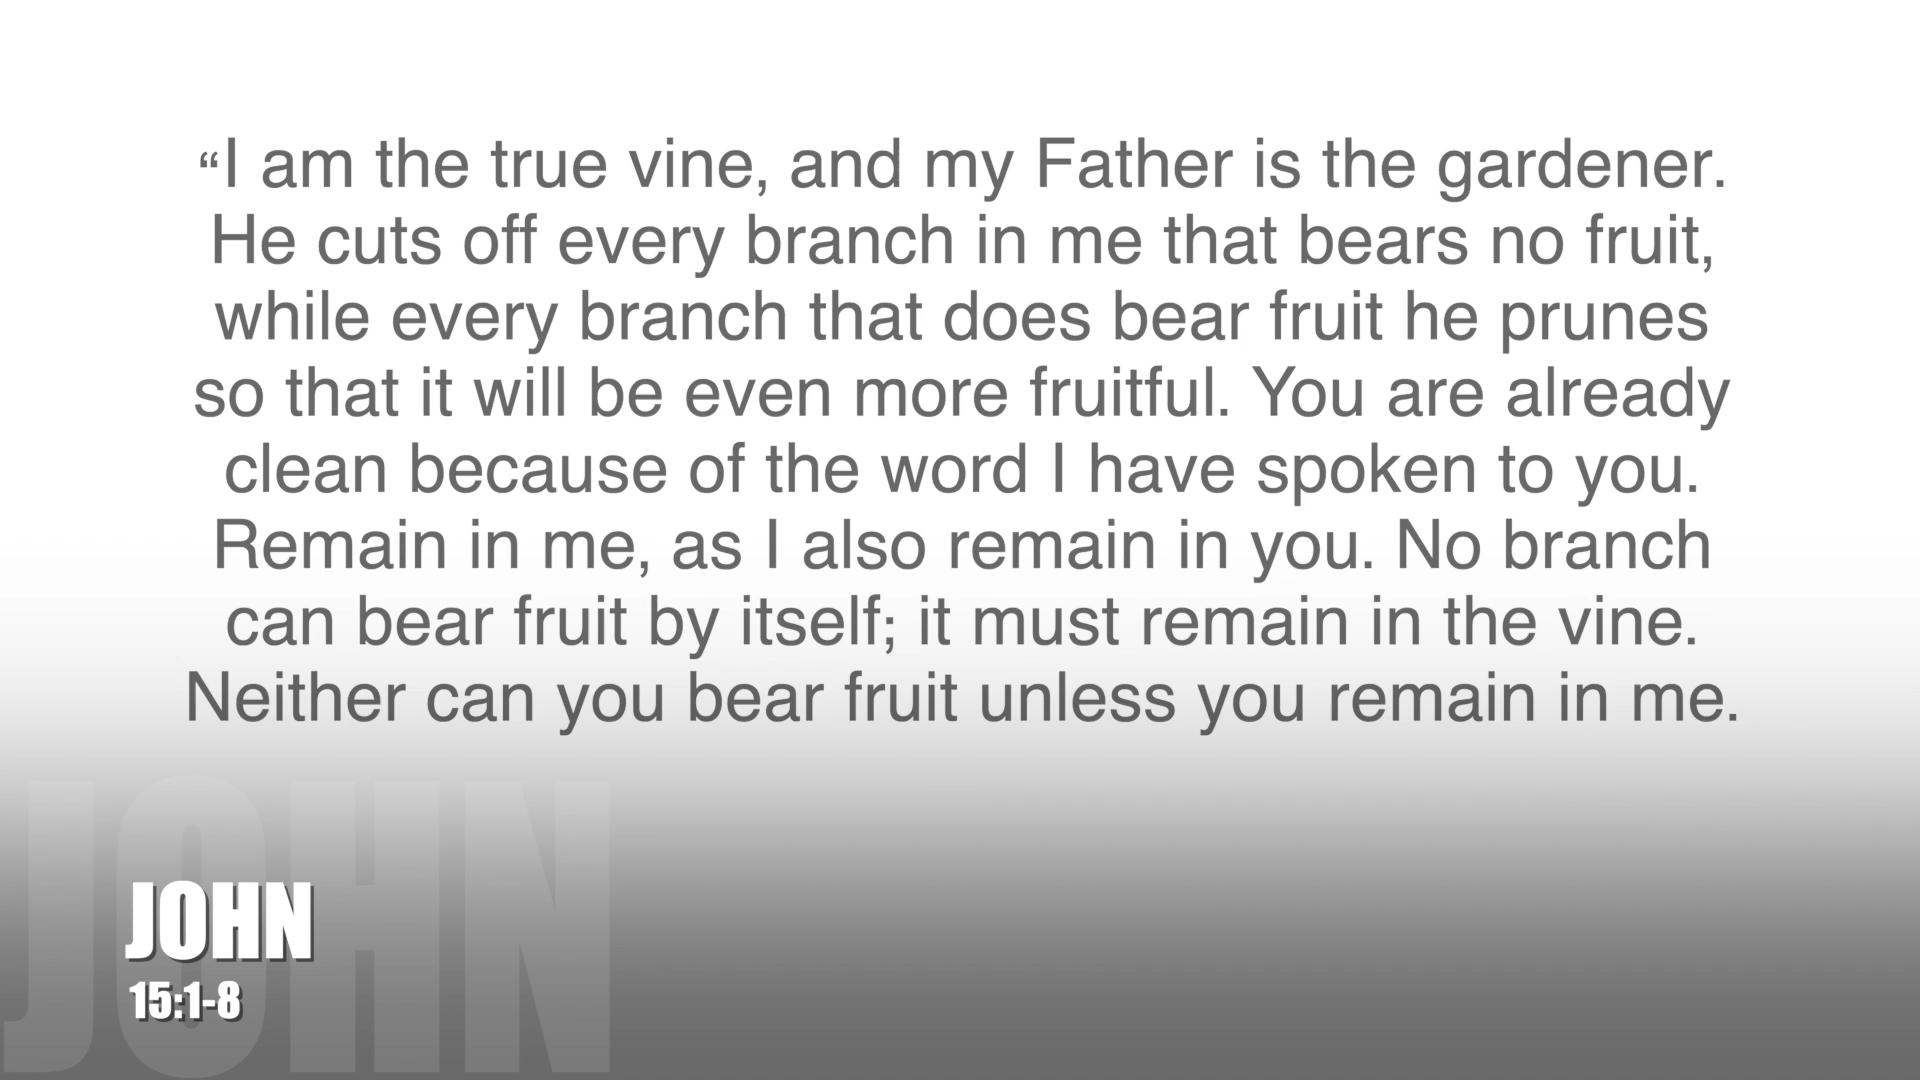 “I am the true vine, and my Father is the gardener.
He cuts off every branch in me that bears no fruit,
while every branch that does bear fruit he prunes
so that it will be even more fruitful. You are already
clean because of the word I have spoken to you.
Remain in me, as I also remain in you. No branch
can bear fruit by itself; it must remain in the vine.
Neither can you bear fruit unless you remain in me.
JOHN
JOHN
15:1-8